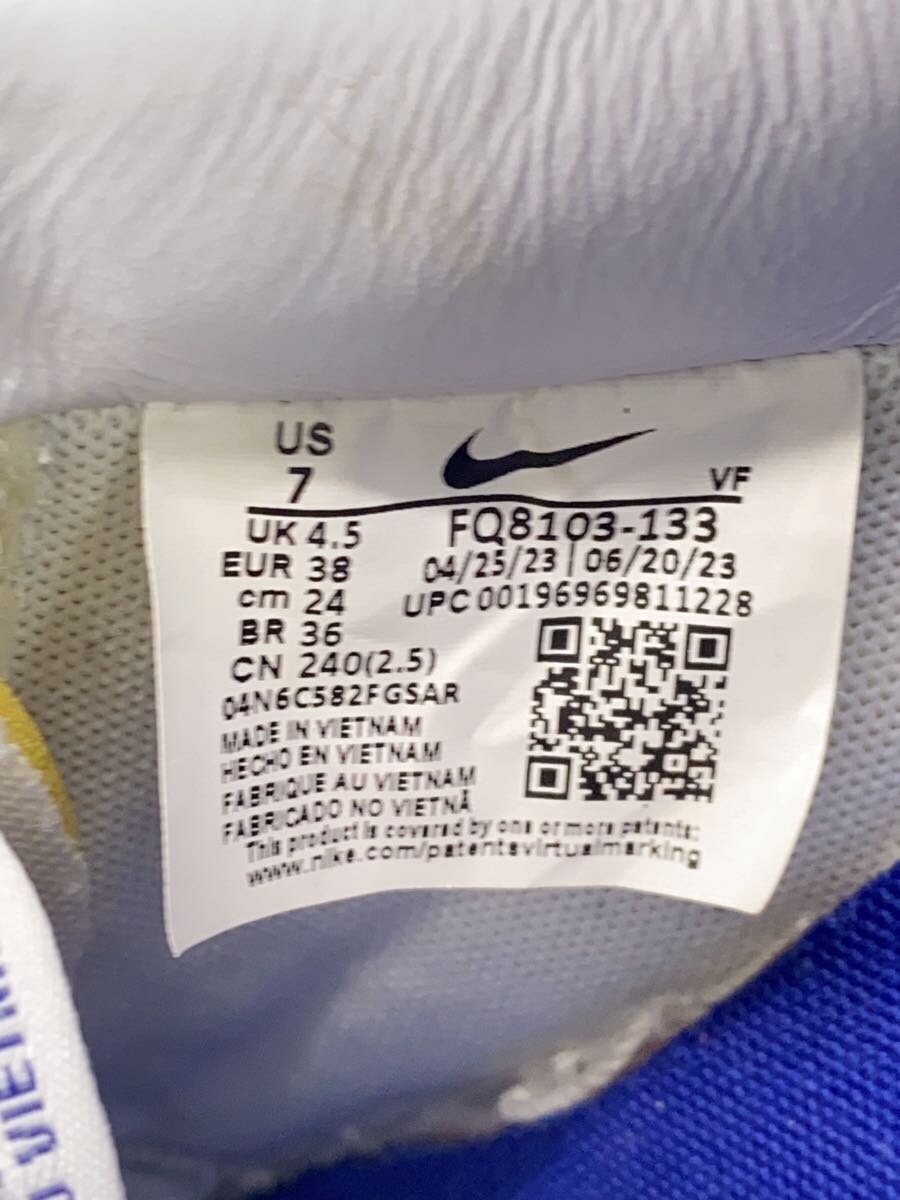 US
7
VF
UK 4.5
EUR 38
cm 24
BR 36
CN 240(2.5)
FQ8103-133
04/25/23 | 06/20/23
UPC 00196969811228
04N6C582FGSAR
MADE IN VIETNAM
HECHO EN VIETNAM
FABRIQUE AU VIETNAM
FABRICADO NO VIETNÃ
This product is covered by one or more patents:
www.nike.com/patentsvirtualmarking